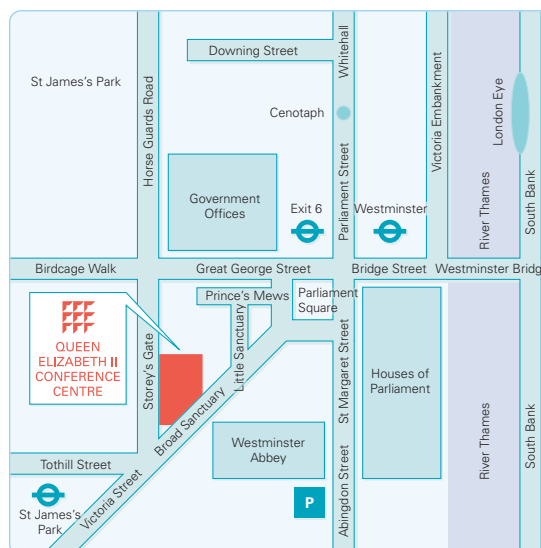 Downing Street
Whitehall
St James's Park
Horse Guards Road
Cenotaph
Victoria Embankment
London Eye
Government
Offices
Exit 6
Parliament Street
Westminster
River Thames
South Bank
Birdcage Walk
Great George Street
Bridge Street
Westminster Bridg
Prince's Mews
Parliament
Square
QUEEN
ELIZABETH II
CONFERENCE
CENTRE
Storey's Gate
Little Sanctuary
St Margaret Street
Houses of
Parliament
Broad Sanctuary
Westminster
Abbey
River Thames
South Bank
Tothill Street
Victoria Street
St James's
Park
P
Abingdon Street